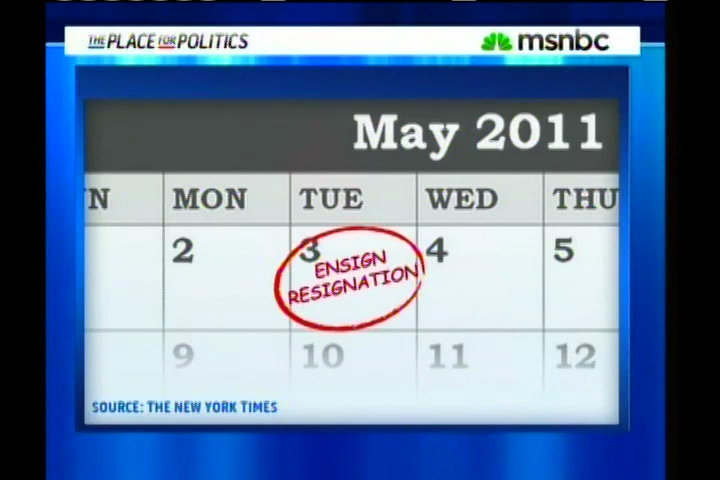 THE PLACE FOR POLITICS
msnbc
May 2011
N MON TUE WED THU
2 3 4 5
ENSIGN
RESIGNATION
9 10 11 12
SOURCE: THE NEW YORK TIMES